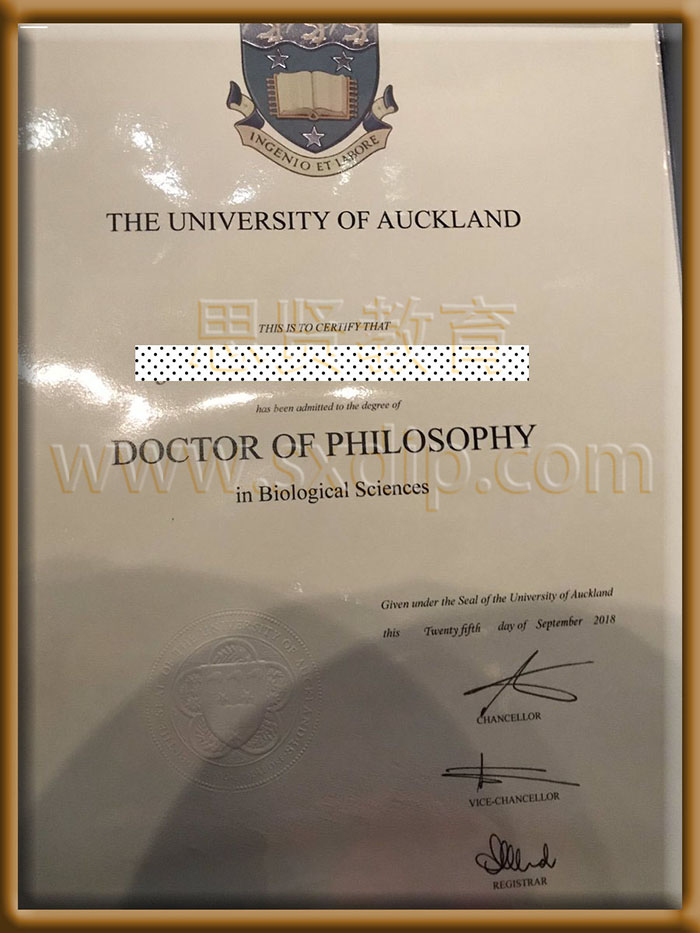 INGENIO ET LABORE
THE UNIVERSITY OF AUCKLAND
思贤教育
THIS IS TO CERTIFY THAT
has been admitted to the degree of
DOCTOR OF PHILOSOPHY
www.sxdip.com
in Biological Sciences
Given under the Seal of the University of Auckland
this Twenty fifth day of September 2018
CHANCELLOR
VICE-CHANCELLOR
REGISTRAR